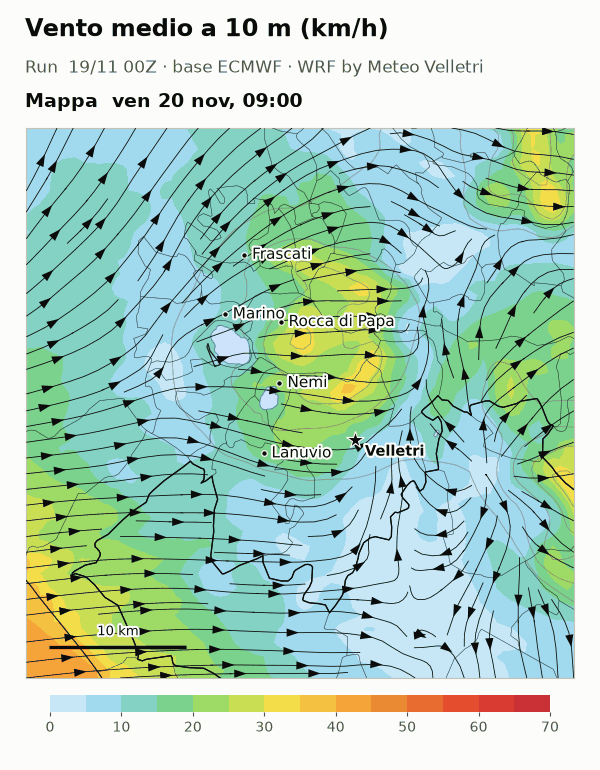 Vento medio a 10 m (km/h)
Run 19/11 00Z · base ECMWF · WRF by Meteo Velletri
Mappa ven 20 nov, 09:00
Frascati
Marino
Rocca di Papa
Nemi
Velletri
Lanuvio
10 km
0 10 20 30 40 50 60 70